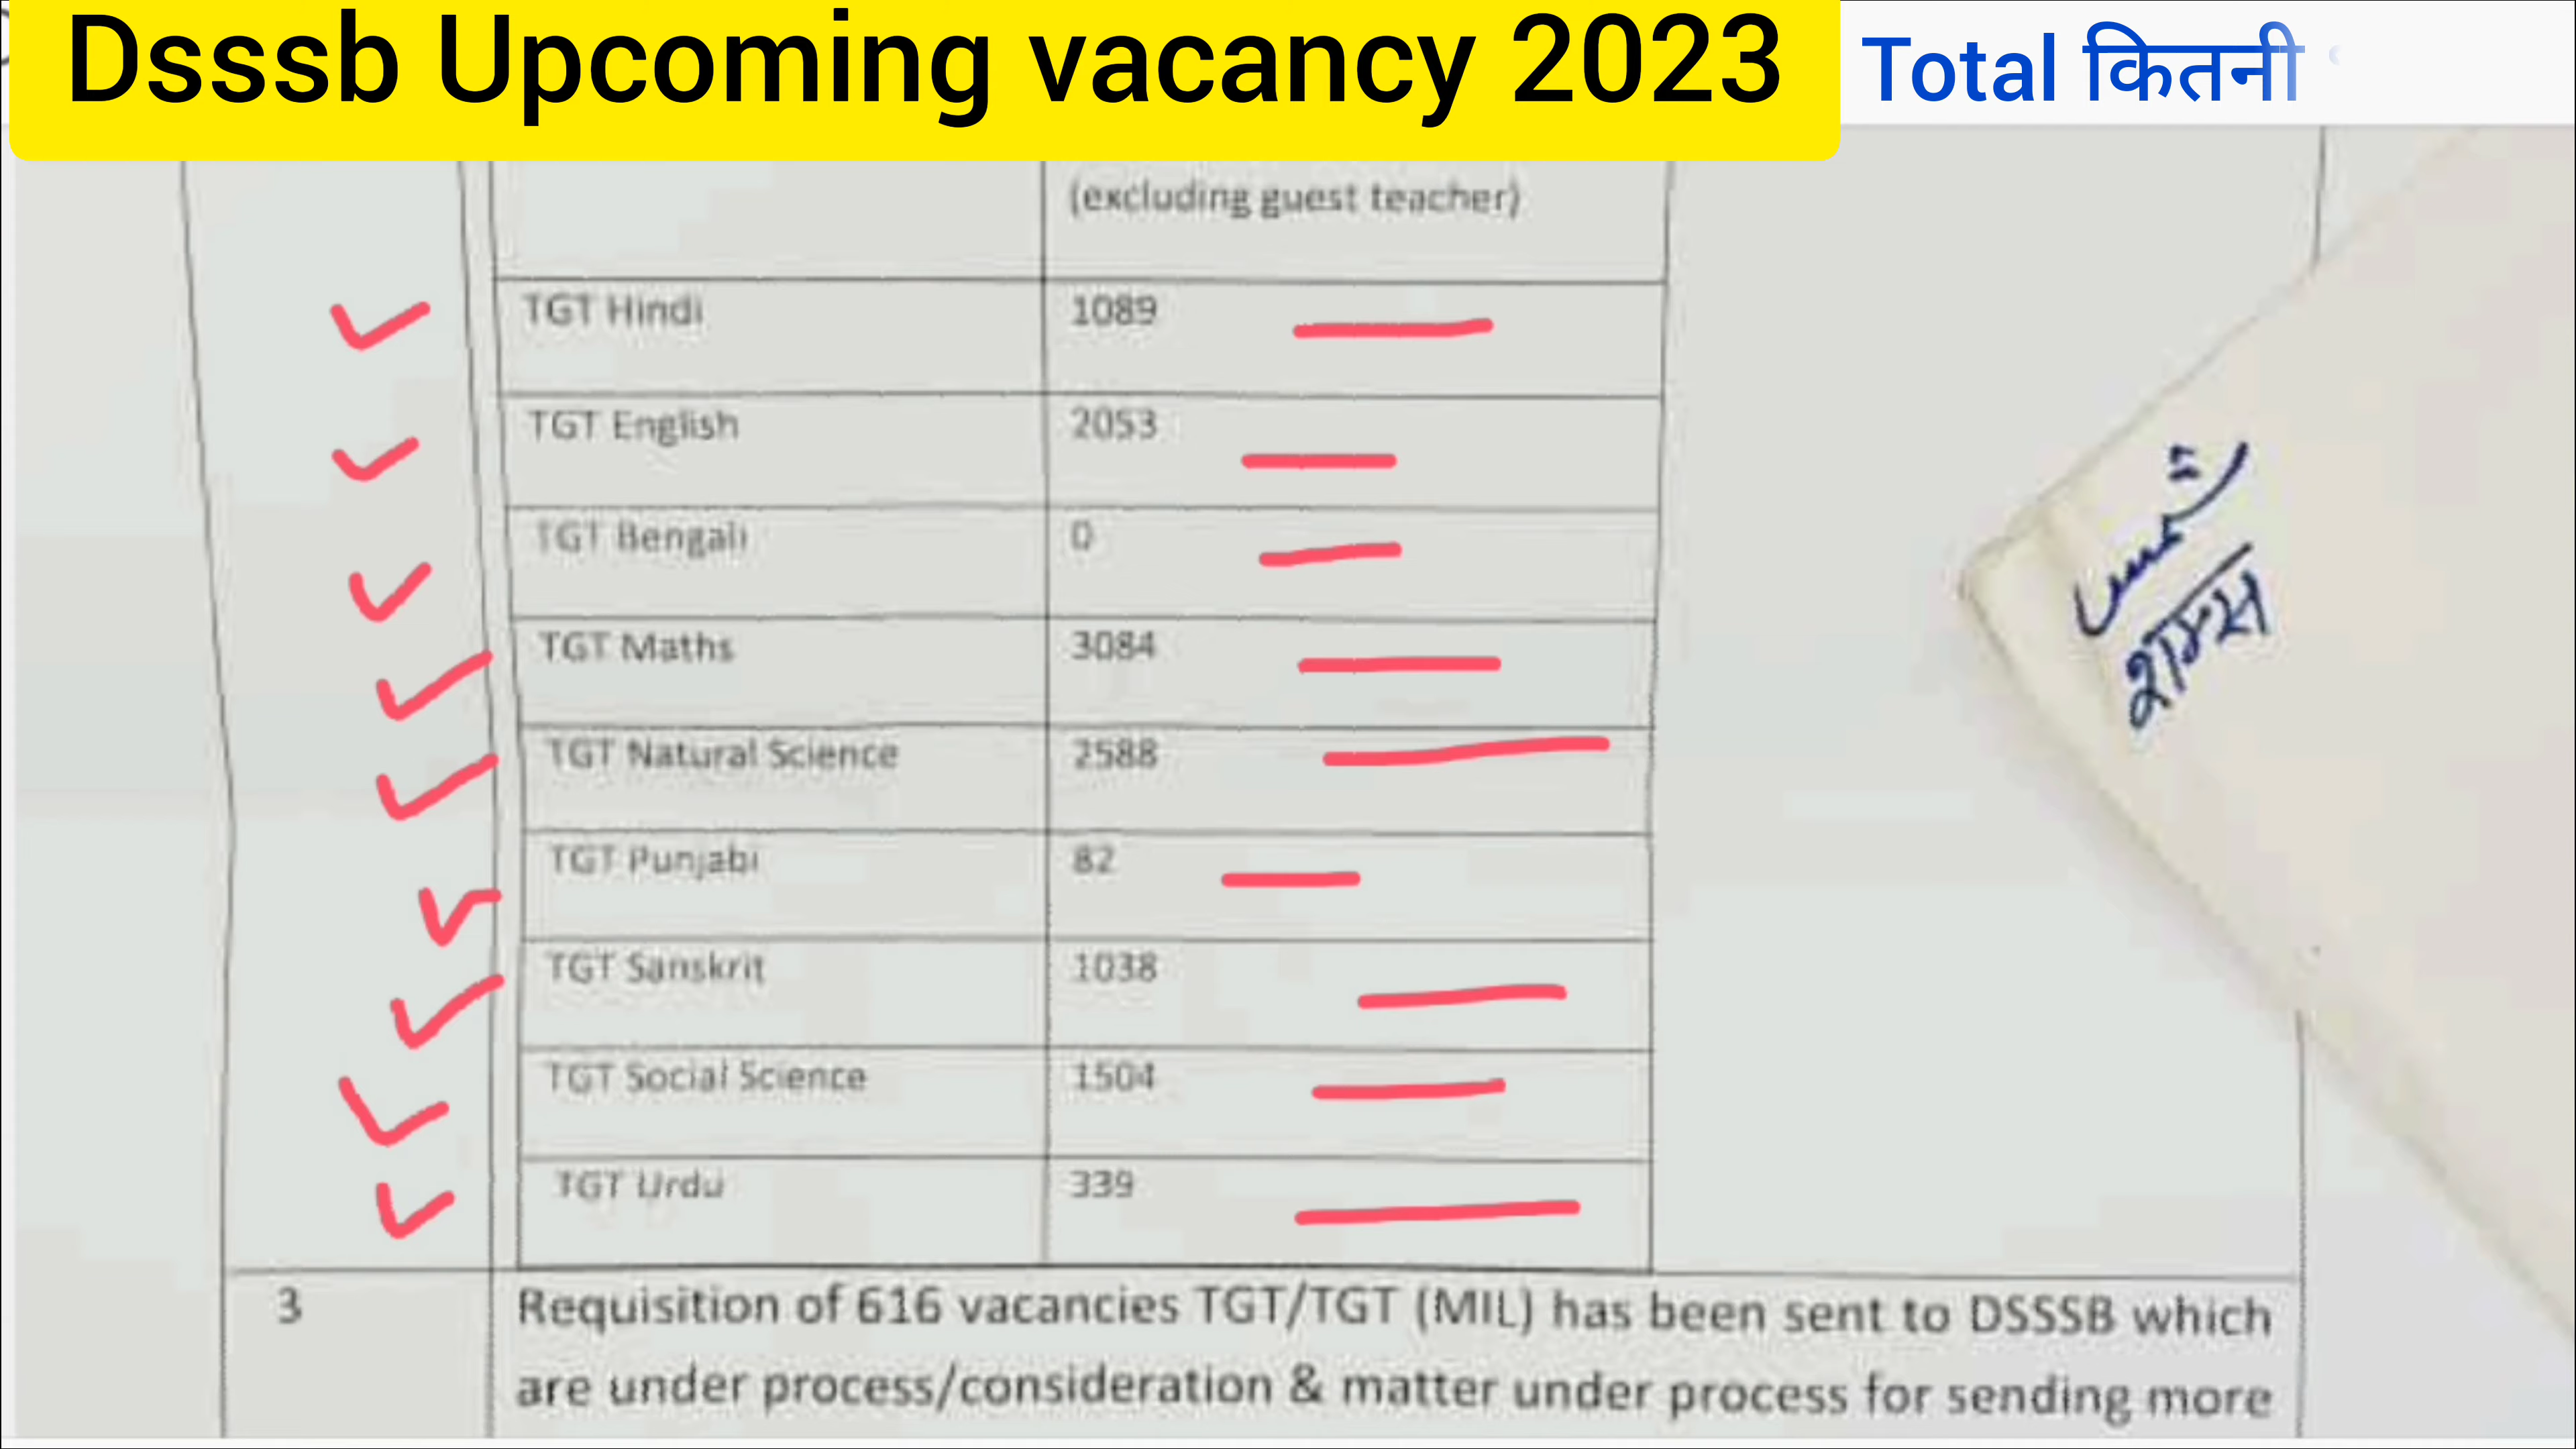 Dsssb Upcoming vacancy 2023
Total कितनी
(excluding guest teacher)
TGT Hindi 1089
TGT English 2053
TGT Bengali 0
TGT Maths 3084
TGT Natural Science 2588
TGT Punjabi 82
TGT Sanskrit 1038
TGT Social Science 1504
TGT Urdu 339
3 Requisition of 616 vacancies TGT/TGT (MIL) has been sent to DSSSB which
are under process/consideration & matter under process for sending more